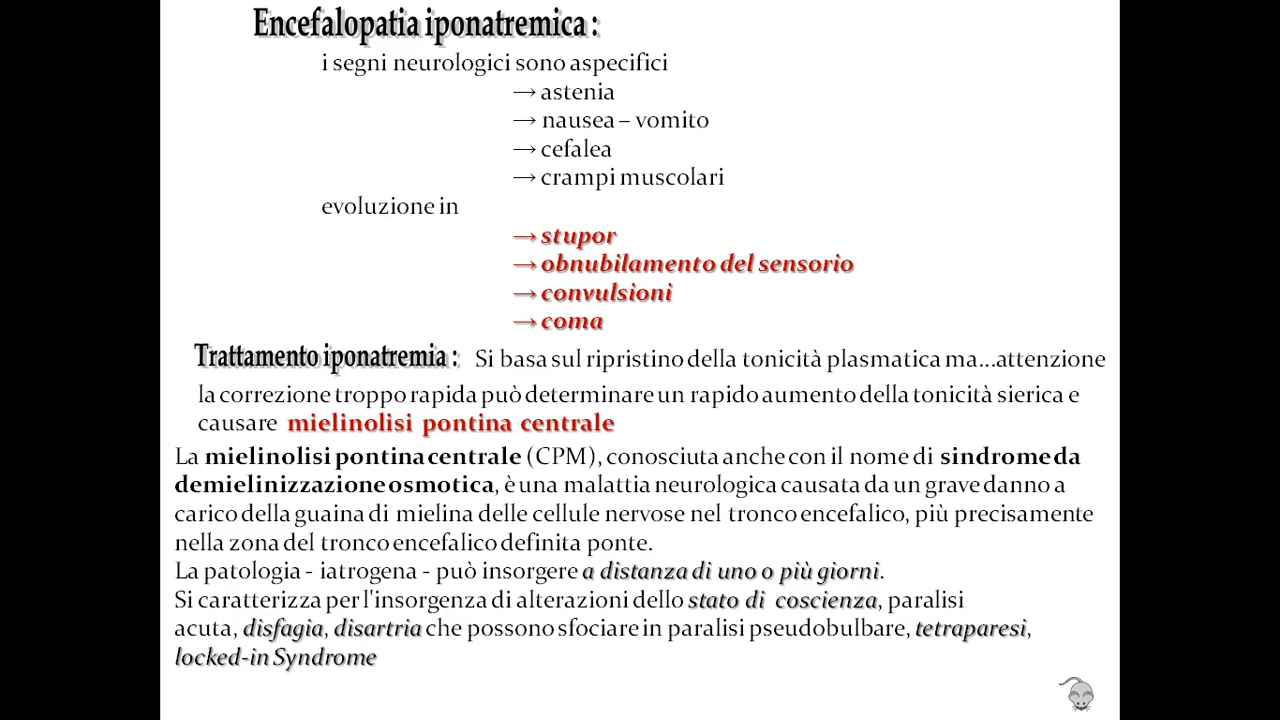 Encefalopatia iponatremica :
i segni neurologici sono aspecifici
→ astenia
→ nausea – vomito
→ cefalea
→ crampi muscolari
evoluzione in
→ stupor
→ obnubilamento del sensorio
→ convulsioni
→ coma
Trattamento iponatremia : Si basa sul ripristino della tonicità plasmatica ma...attenzione
la correzione troppo rapida può determinare un rapido aumento della tonicità sierica e
causare mielinolisi pontina centrale
La mielinolisi pontina centrale (CPM), conosciuta anche con il nome di sindrome da
demielinizzazione osmotica, è una malattia neurologica causata da un grave danno a
carico della guaina di mielina delle cellule nervose nel tronco encefalico, più precisamente
nella zona del tronco encefalico definita ponte.
La patologia - iatrogena - può insorgere a distanza di uno o più giorni.
Si caratterizza per l'insorgenza di alterazioni dello stato di coscienza, paralisi
acuta, disfagia, disartria che possono sfociare in paralisi pseudobulbare, tetraparesi,
locked-in Syndrome